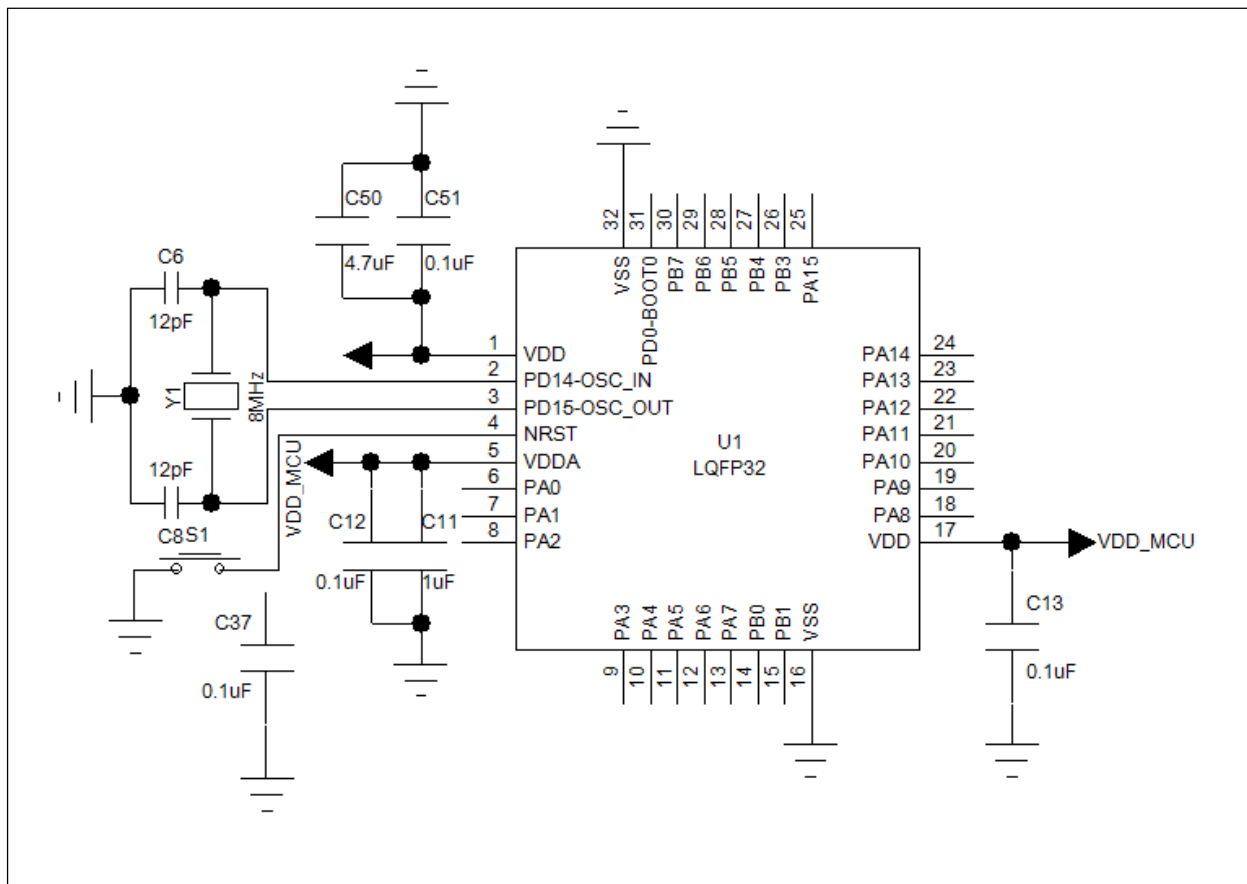 C50
C51
4.7uF
0.1uF
C6
12pF
Y1
8MHz
12pF
C8
S1
C37
0.1uF
VDD_MCU
C12
C11
0.1uF
1uF
32
31
30
29
28
27
26
25
VSS
PD0-BOOT0
PB7
PB6
PB5
PB4
PB3
PA15
1 VDD
2 PD14-OSC_IN
3 PD15-OSC_OUT
4 NRST
5 VDDA
6 PA0
7 PA1
8 PA2
U1
LQFP32
PA14 24
PA13 23
PA12 22
PA11 21
PA10 20
PA9 19
PA8 18
VDD 17
VDD_MCU
C13
0.1uF
PA3
PA4
PA5
PA6
PA7
PB0
PB1
VSS
9
10
11
12
13
14
15
16